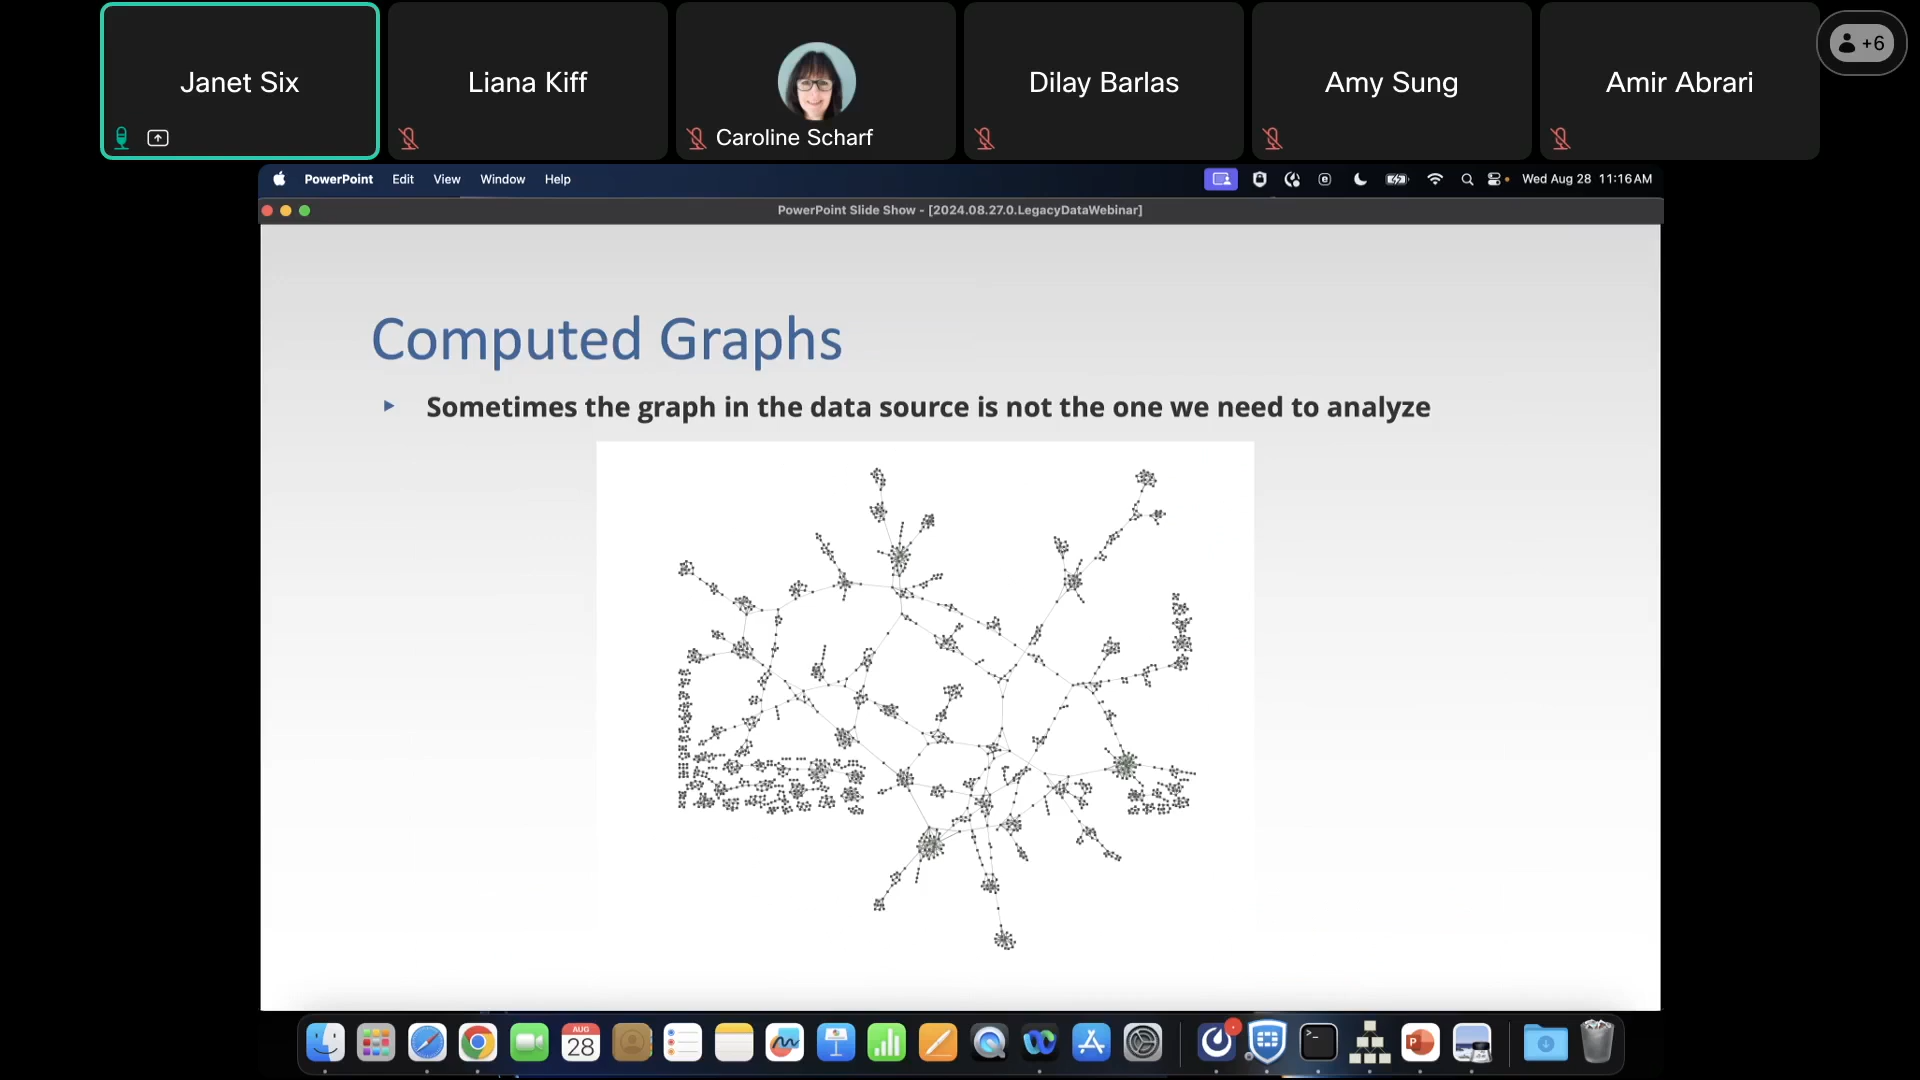 Janet Six
Liana Kiff
Caroline Scharf
Dilay Barlas
Amy Sung
Amir Abrari
+6
PowerPoint Edit View Window Help
Wed Aug 28 11:16 AM
PowerPoint Slide Show - [2024.08.27.0.LegacyDataWebinar]
Computed Graphs
Sometimes the graph in the data source is not the one we need to analyze
AUG
28
P